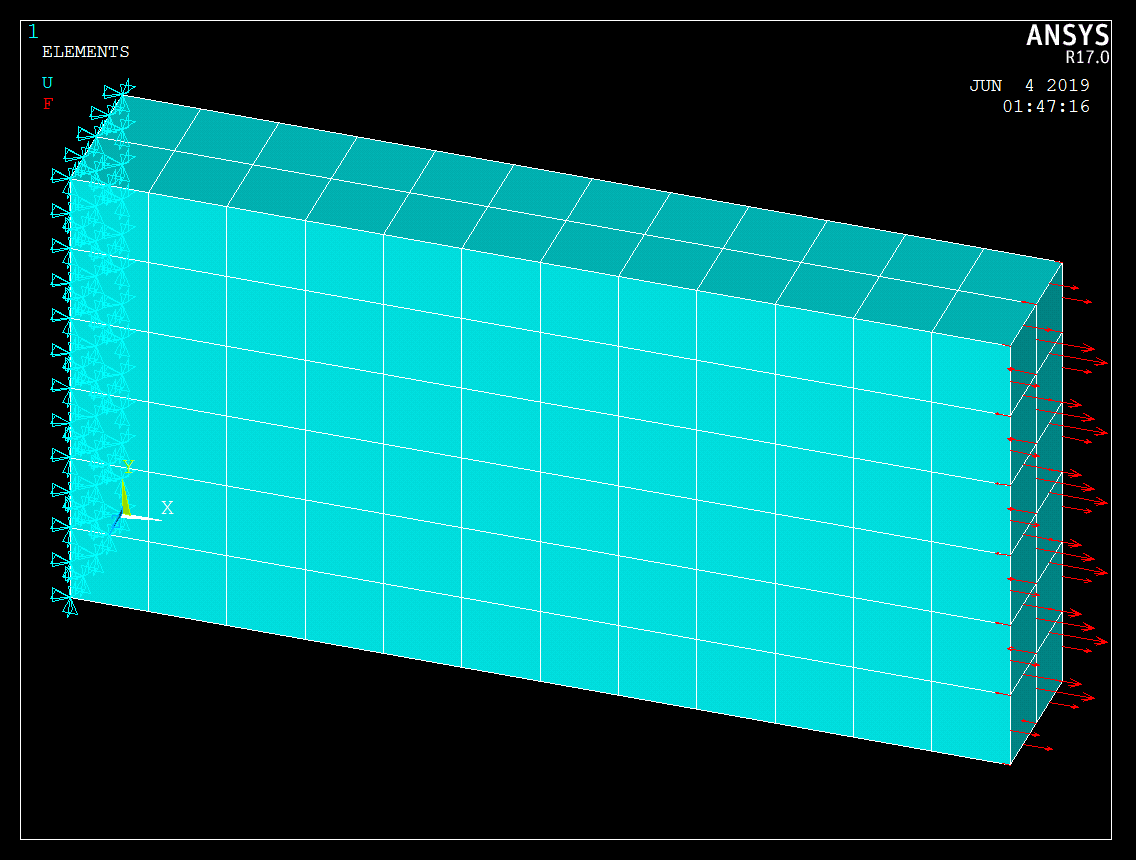 1
ELEMENTS
U
F
ANSYS
R17.0
JUN  4 2019
01:47:16
Y
X